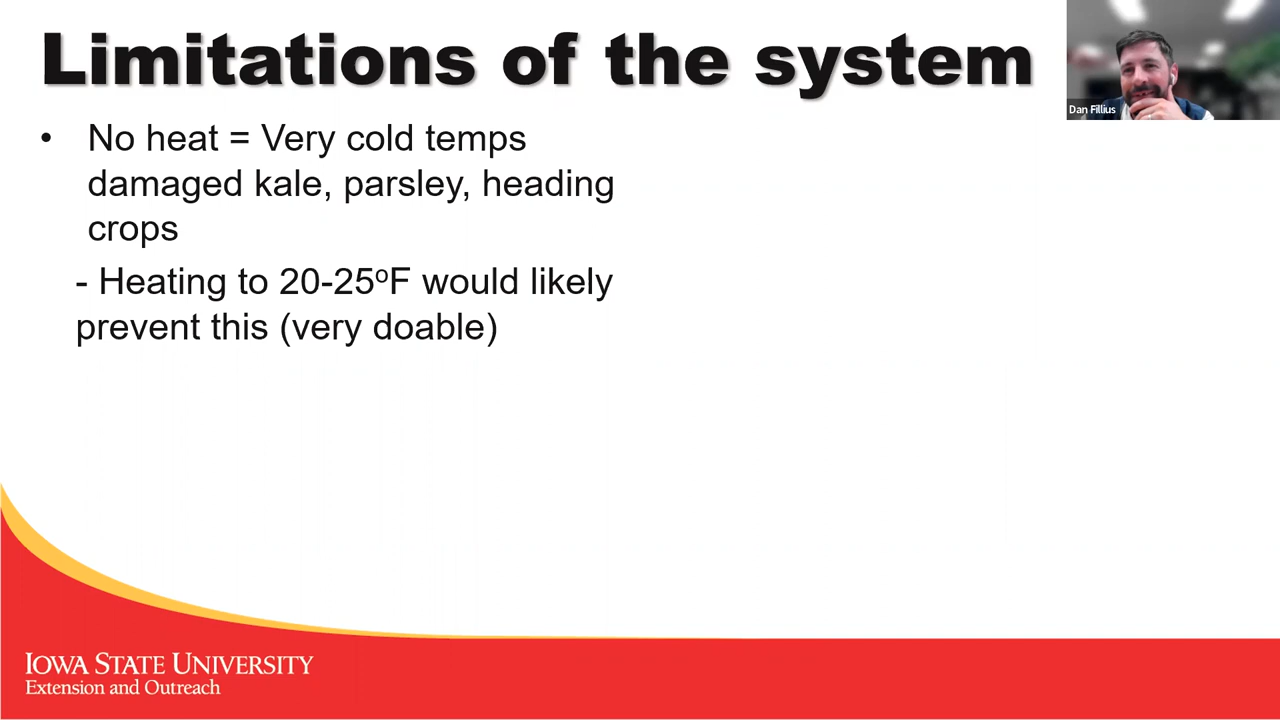 Limitations of the system
Dan Fillius
• No heat = Very cold temps
damaged kale, parsley, heading
crops
- Heating to 20-25ºF would likely
prevent this (very doable)
IOWA STATE UNIVERSITY
Extension and Outreach